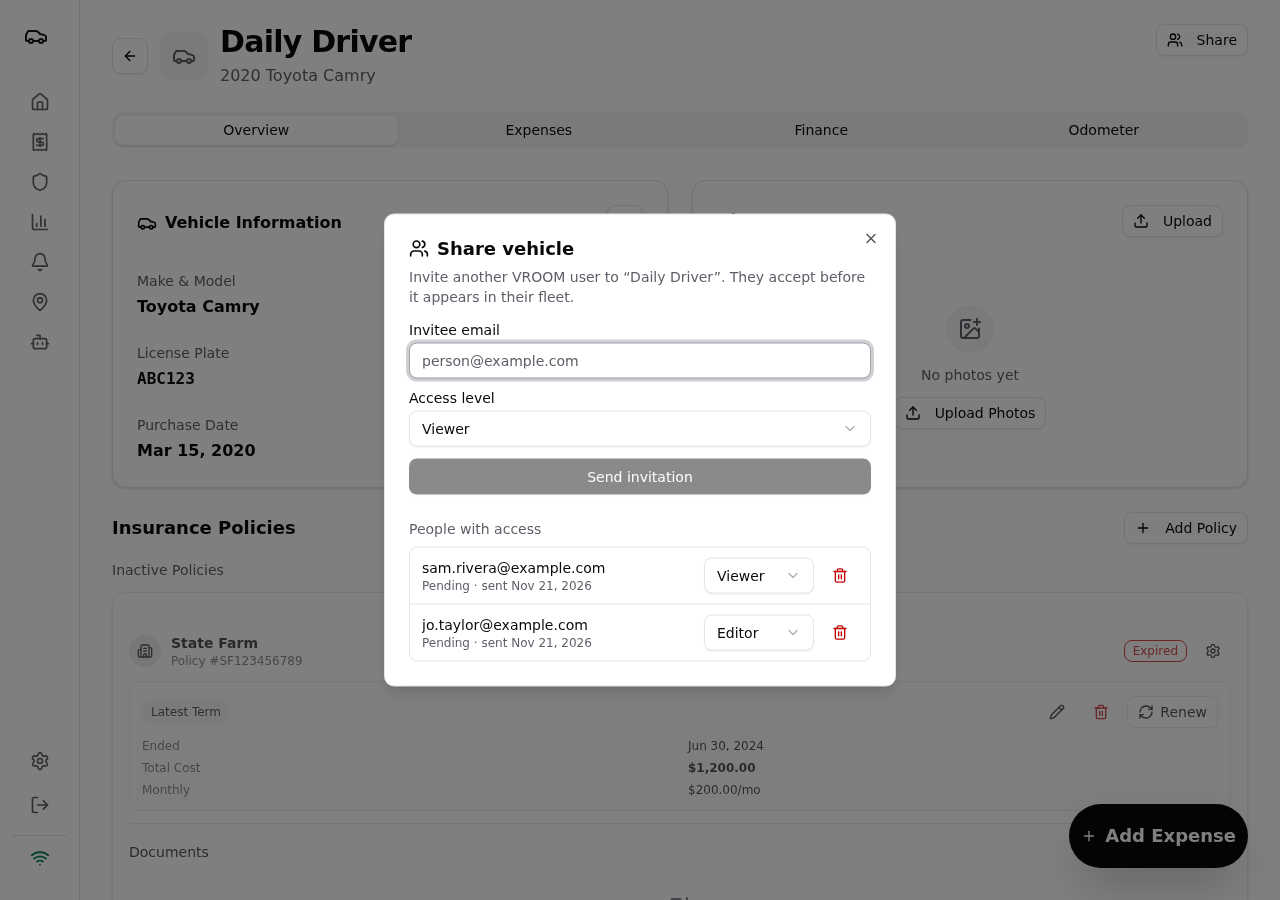 Daily Driver
2020 Toyota Camry
Share
Overview
Expenses
Finance
Odometer
Vehicle Information
Upload
Make & Model
Toyota Camry
License Plate
ABC123
Purchase Date
Mar 15, 2020
No photos yet
Upload Photos
Share vehicle
Invite another VROOM user to “Daily Driver”. They accept before
it appears in their fleet.
Invitee email
person@example.com
Access level
Viewer
Send invitation
People with access
sam.rivera@example.com
Pending · sent Nov 21, 2026
Viewer
jo.taylor@example.com
Pending · sent Nov 21, 2026
Editor
Insurance Policies
Add Policy
Inactive Policies
State Farm
Policy #SF123456789
Expired
Latest Term
Renew
Ended
Jun 30, 2024
Total Cost
$1,200.00
Monthly
$200.00/mo
Add Expense
Documents